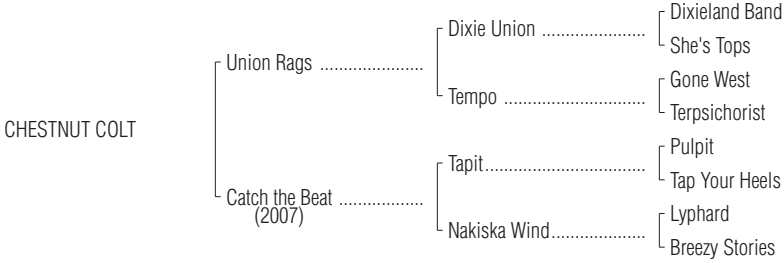 Dixieland Band
Dixie Union ......................
She's Tops
Union Rags ......................
Gone West
Tempo ..............................
Terpsichorist
CHESTNUT COLT
Pulpit
Tapit..................................
Tap Your Heels
Catch the Beat ..................
(2007)
Lyphard
Nakiska Wind....................
Breezy Stories